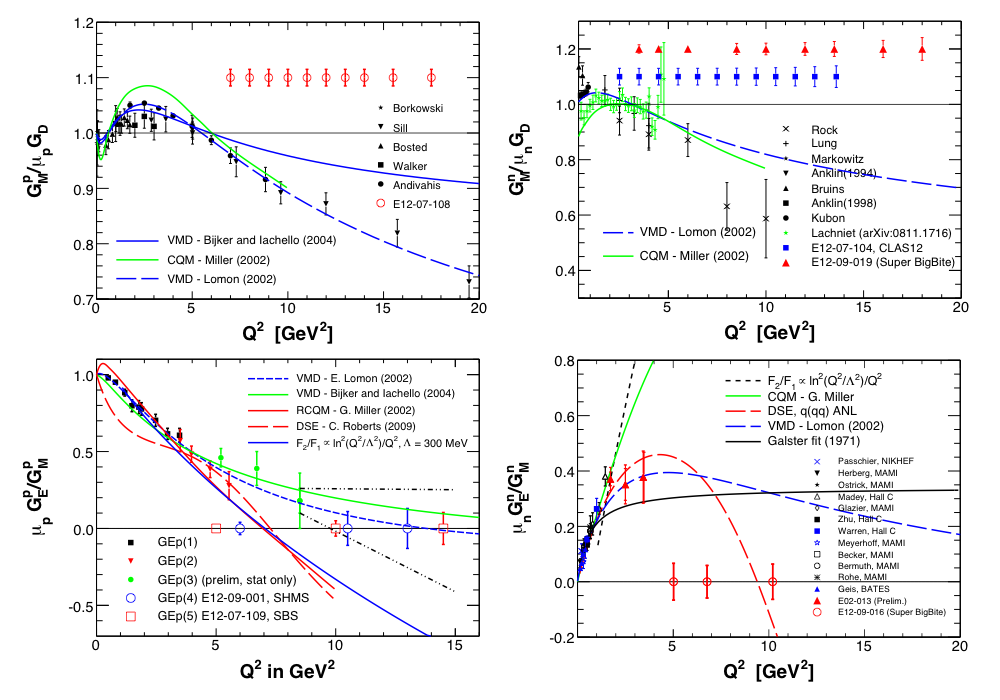 1.2
1.1
1.0
0.9
0.8
0.7
0
5
10
15
20
G^p_M/μ_pG_D
Q² [GeV²]
Borkowski
Sill
Bosted
Walker
Andivahis
E12-07-108
VMD - Bijker and Iachello (2004)
CQM - Miller (2002)
VMD - Lomon (2002)
1.2
1.0
0.8
0.6
0.4
5
10
15
20
G^n_M/μ_nG_D
Q² [GeV²]
Rock
Lung
Markowitz
Anklin(1994)
Bruins
Anklin(1998)
Kubon
Lachniet (arXiv:0811.1716)
E12-07-104, CLAS12
E12-09-019 (Super BigBite)
VMD - Lomon (2002)
CQM - Miller (2002)
1.0
0.5
0.0
-0.5
0
5
10
15
μ_p G^p_E/G^p_M
Q² in GeV²
VMD - E. Lomon (2002)
VMD - Bijker and Iachello (2004)
RCQM - G. Miller (2002)
DSE - C. Roberts (2009)
F₂/F₁ ∝ ln²(Q²/Λ²)/Q², Λ = 300 MeV
GEp(1)
GEp(2)
GEp(3) (prelim, stat only)
GEp(4) E12-09-001, SHMS
GEp(5) E12-07-109, SBS
0.8
0.6
0.4
0.2
0.0
-0.2
0
5
10
15
20
μ_nG^n_E/G^n_M
Q² [GeV²]
F₂/F₁ ∝ ln²(Q²/Λ²)/Q²
CQM - G. Miller
DSE, q(qq) ANL
VMD - Lomon (2002)
Galster fit (1971)
Passchier, NIKHEF
Herberg, MAMI
Ostrick, MAMI
Madey, Hall C
Glazier, MAMI
Zhu, Hall C
Warren, Hall C
Meyerhoff, MAMI
Becker, MAMI
Bermuth, MAMI
Rohe, MAMI
Geis, BATES
E02-013 (Prelim.)
E12-09-016 (Super BigBite)